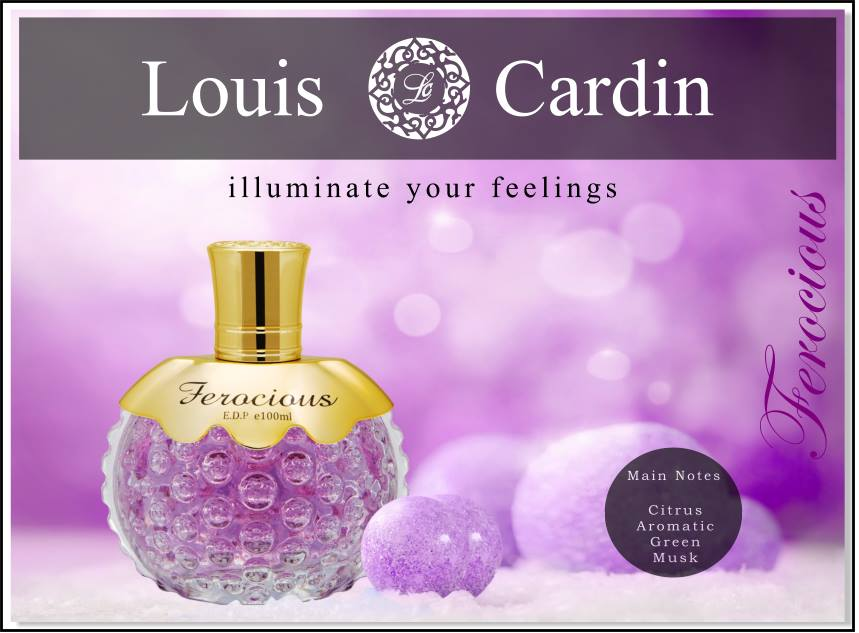 Louis Lc Cardin
illuminate your feelings
Ferocious
Ferocious
E.D.P e100ml
Main Notes
Citrus
Aromatic
Green
Musk